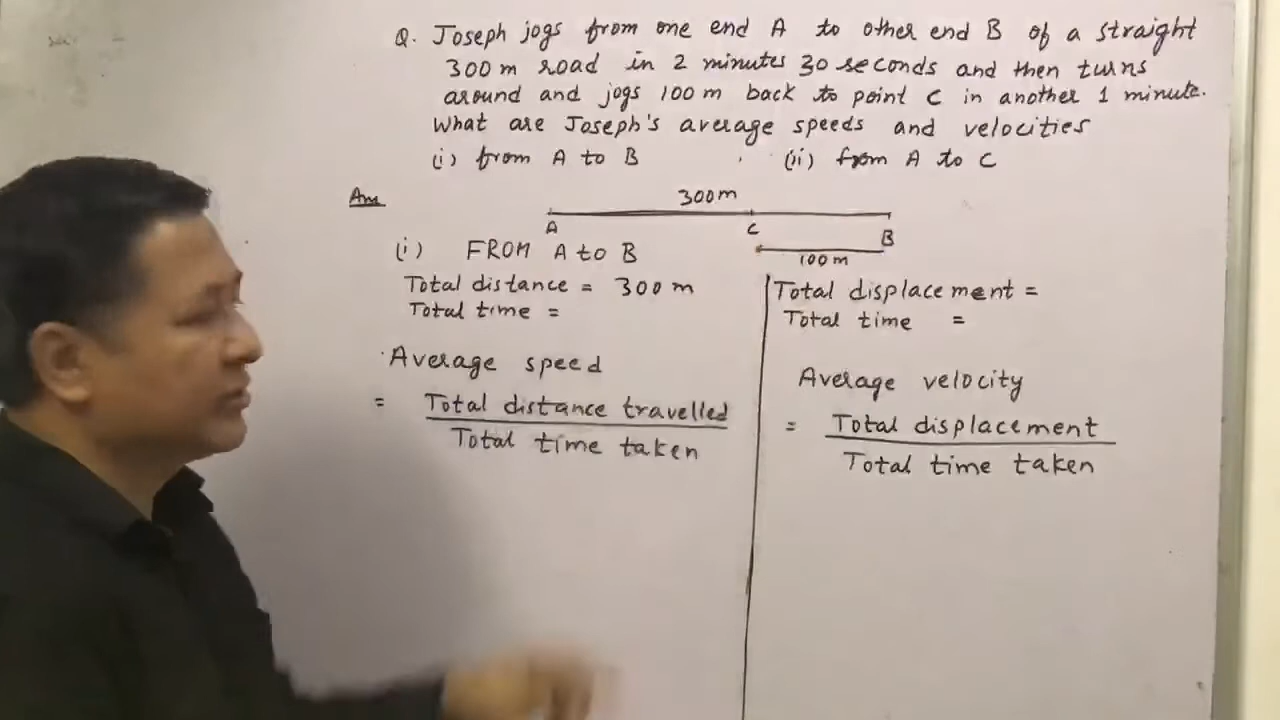 Q. Joseph jogs from one end A to other end B of a straight
300 m road in 2 minutes 30 seconds and then turns
around and jogs 100 m back to point C in another 1 minute.
What are Joseph's average speeds and velocities
(i) from A to B (ii) from A to C
Ans
300m
A C B
100 m
(i) FROM A to B
Total distance = 300 m
Total time =
Average speed
= Total distance travelled
Total time taken
Total displacement =
Total time =
Average velocity
= Total displacement
Total time taken